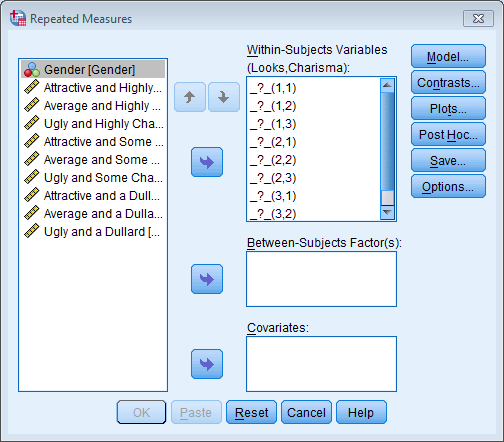 Repeated Measures
Gender [Gender]
Attractive and Highly...
Average and Highly ...
Ugly and Highly Cha...
Attractive and Some ...
Average and Some ...
Ugly and Some Cha...
Attractive and a Dull...
Average and a Dulla...
Ugly and a Dullard [...
Within-Subjects Variables
(Looks,Charisma):
_?_(1,1)
_?_(1,2)
_?_(1,3)
_?_(2,1)
_?_(2,2)
_?_(2,3)
_?_(3,1)
_?_(3,2)
Between-Subjects Factor(s):
Covariates:
Model...
Contrasts...
Plots...
Post Hoc...
Save...
Options...
OK
Paste
Reset
Cancel
Help